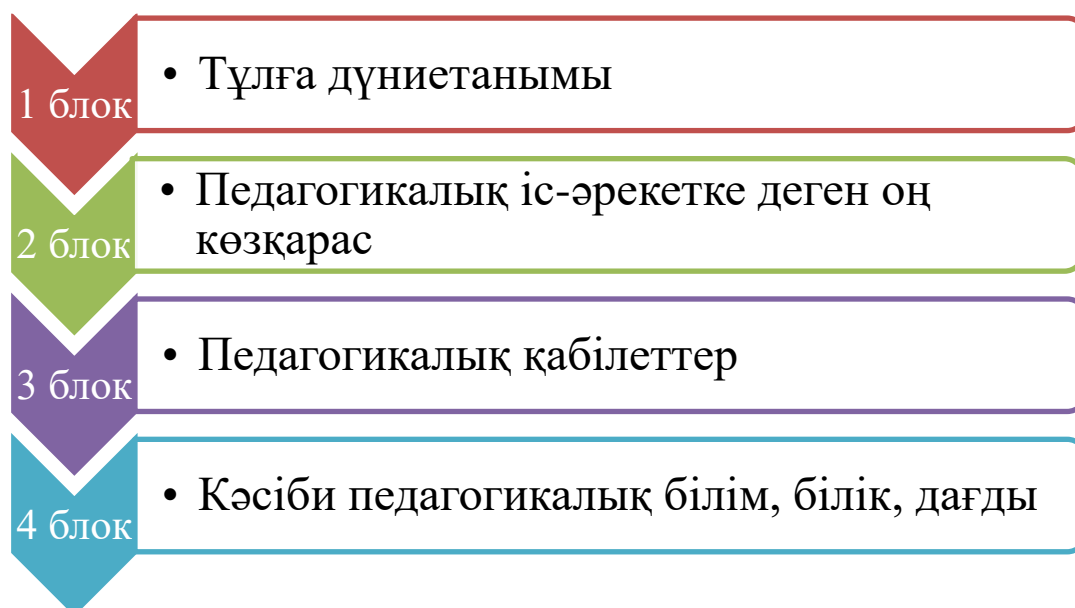 1 блок
• Тұлға дүниетанымы
2 блок
• Педагогикалық іс-әрекетке деген оң
көзқарас
3 блок
• Педагогикалық қабілеттер
4 блок
• Кәсіби педагогикалық білім, білік, дағды